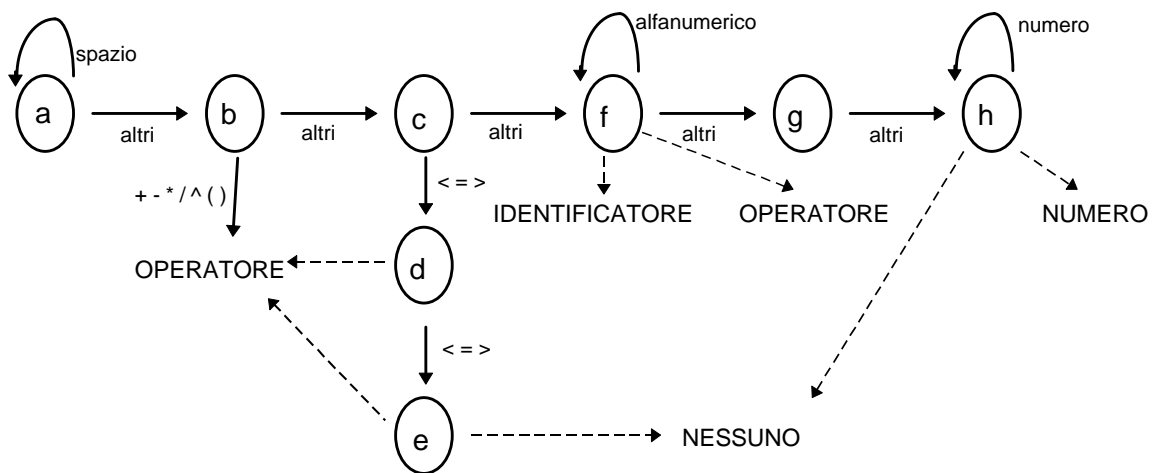 alfanumerico
numero
spazio
a
b
c
f
g
h
altri
altri
altri
altri
altri
+ - * / ^ ( )
< = >
IDENTIFICATORE
OPERATORE
NUMERO
OPERATORE
d
< = >
e
NESSUNO